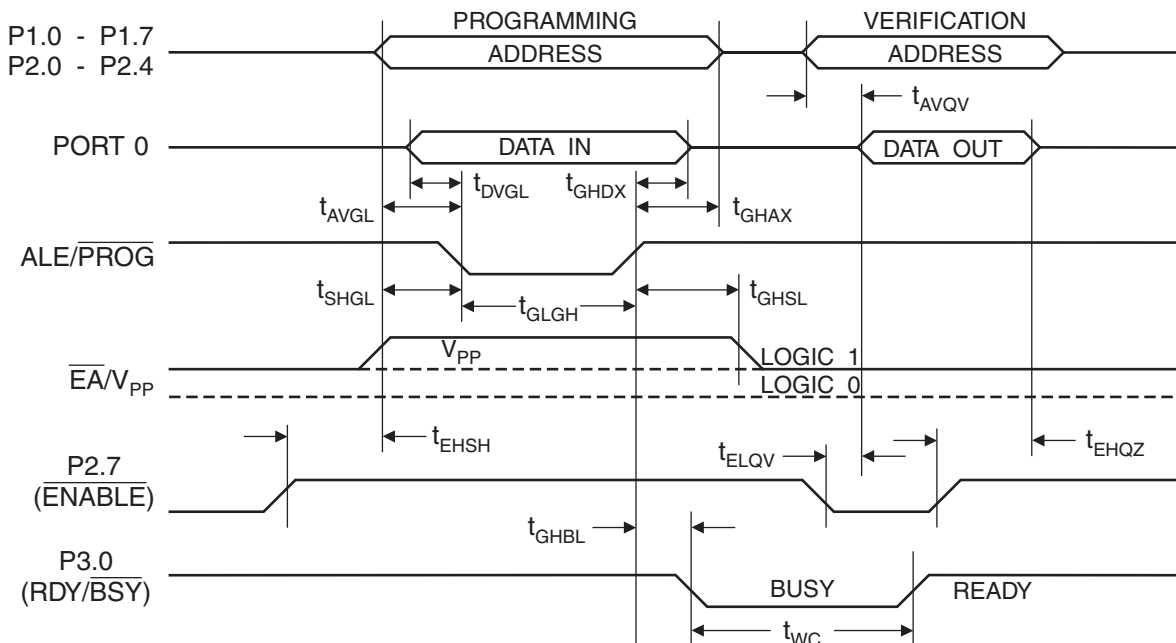 PROGRAMMING VERIFICATION
P1.0 - P1.7
P2.0 - P2.4
ADDRESS ADDRESS
tAVQV
PORT 0 DATA IN DATA OUT
tDVGL tGHDX
tAVGL tGHAX
ALE/PROG
tSHGL tGLGH tGHSL
VPP LOGIC 1
EA/VPP LOGIC 0
tEHSH tELQV tEHQZ
P2.7
(ENABLE)
tGHBL
P3.0
(RDY/BSY) BUSY READY
tWC